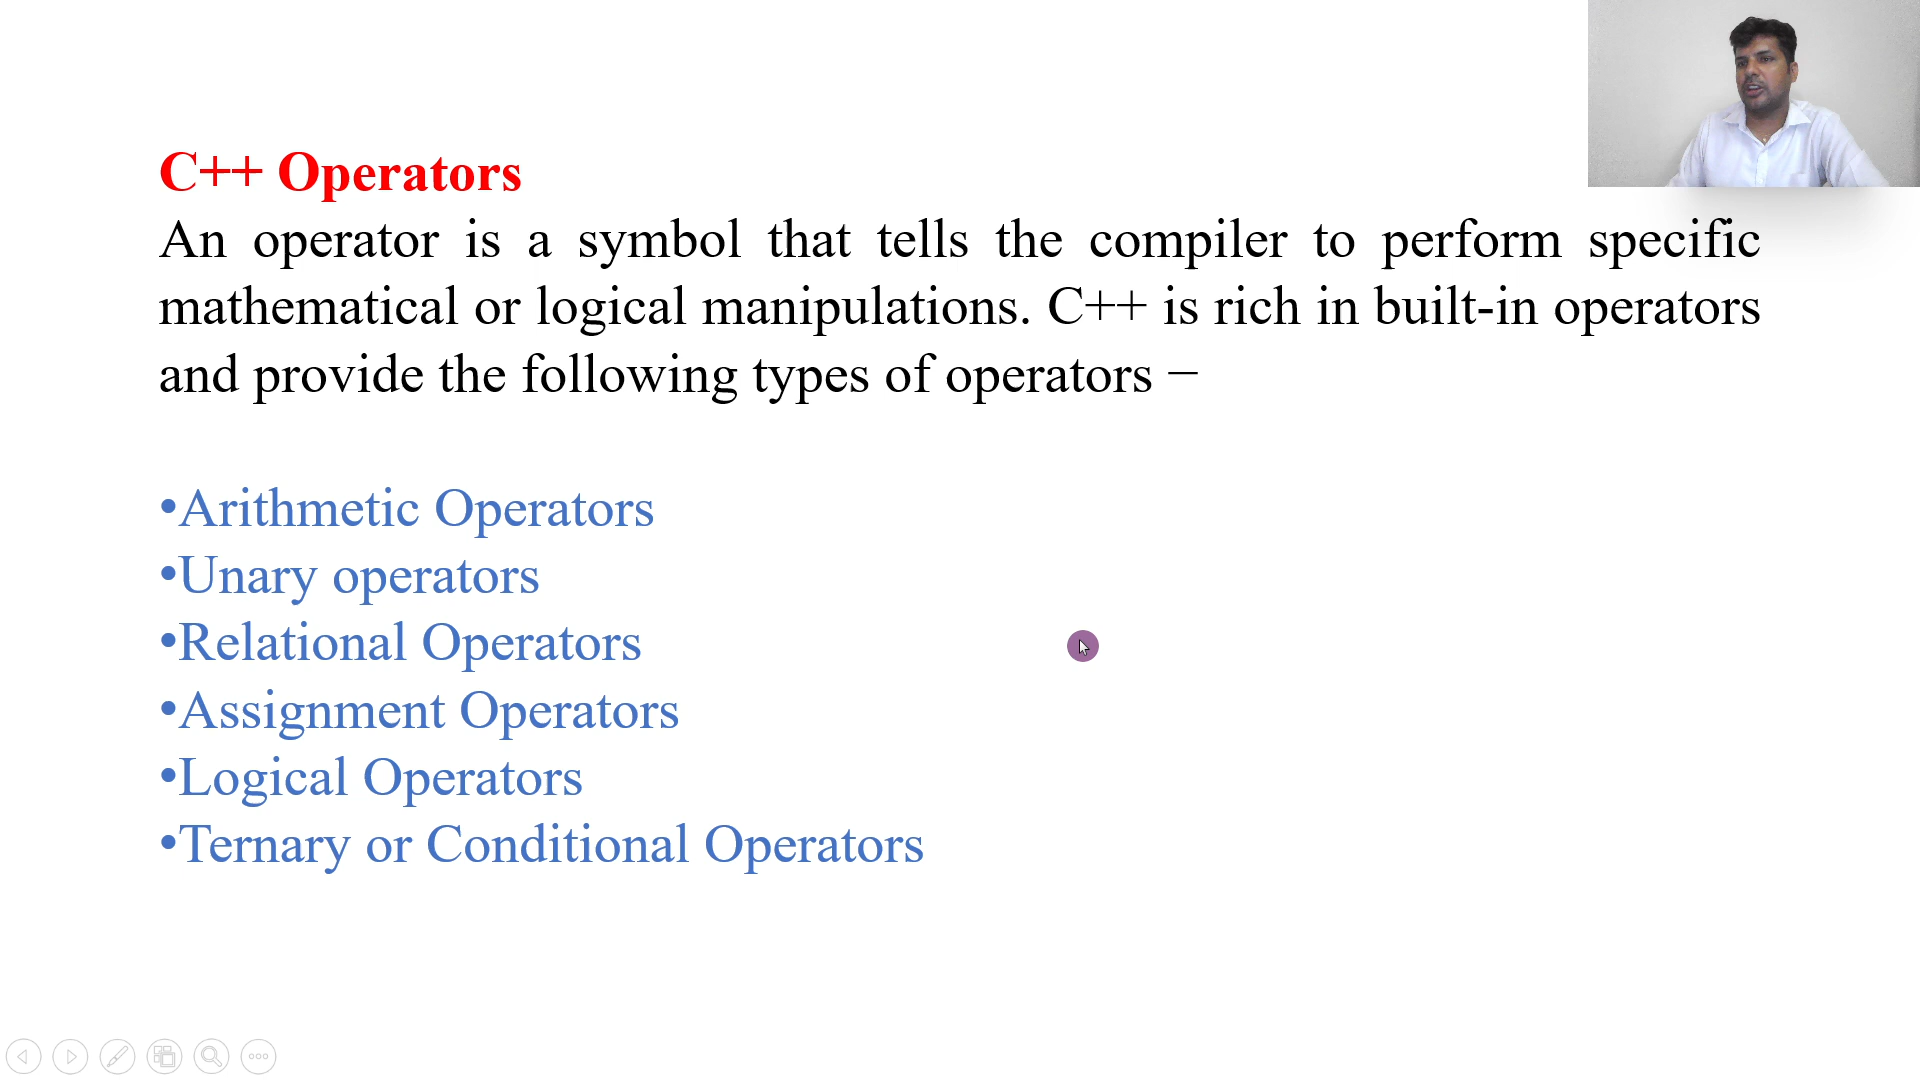 C++ Operators
An operator is a symbol that tells the compiler to perform specific
mathematical or logical manipulations. C++ is rich in built-in operators
and provide the following types of operators −
•Arithmetic Operators
•Unary operators
•Relational Operators
•Assignment Operators
•Logical Operators
•Ternary or Conditional Operators